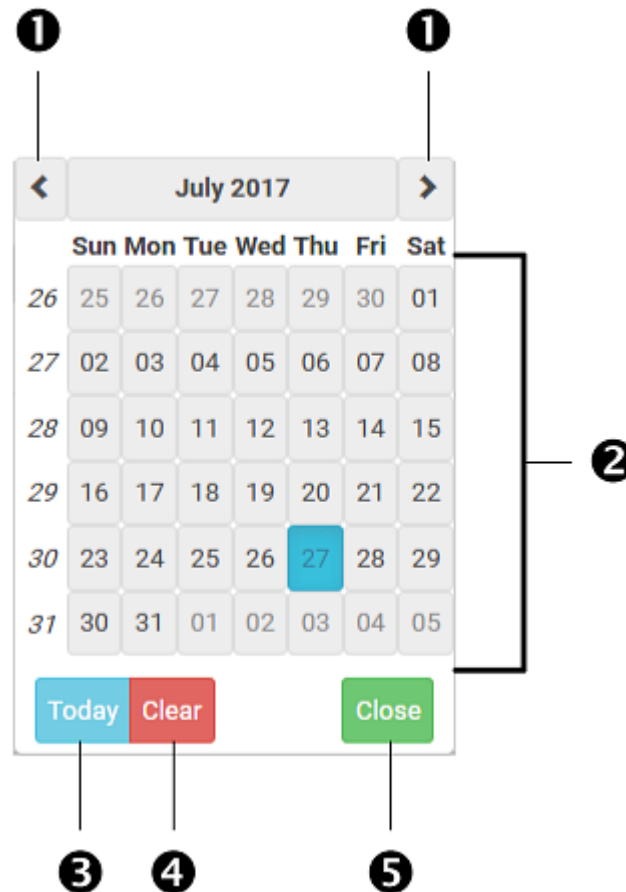 ❶ ❶
July 2017
Sun Mon Tue Wed Thu Fri Sat
26 25 26 27 28 29 30 01
27 02 03 04 05 06 07 08
28 09 10 11 12 13 14 15
❷
29 16 17 18 19 20 21 22
30 23 24 25 26 27 28 29
31 30 31 01 02 03 04 05
Today Clear Close
❸ ❹ ❺